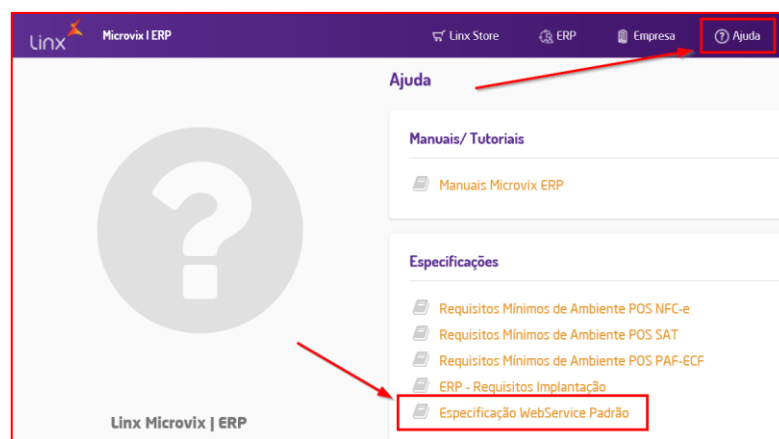 Linx
Microvix | ERP
Linx Store
ERP
Empresa
Ajuda
Ajuda
Manuais/ Tutoriais
Manuais Microvix ERP
Especificações
Requisitos Mínimos de Ambiente POS NFC-e
Requisitos Mínimos de Ambiente POS SAT
Requisitos Mínimos de Ambiente POS PAF-ECF
ERP - Requisitos Implantação
Especificação WebService Padrão
Linx Microvix | ERP